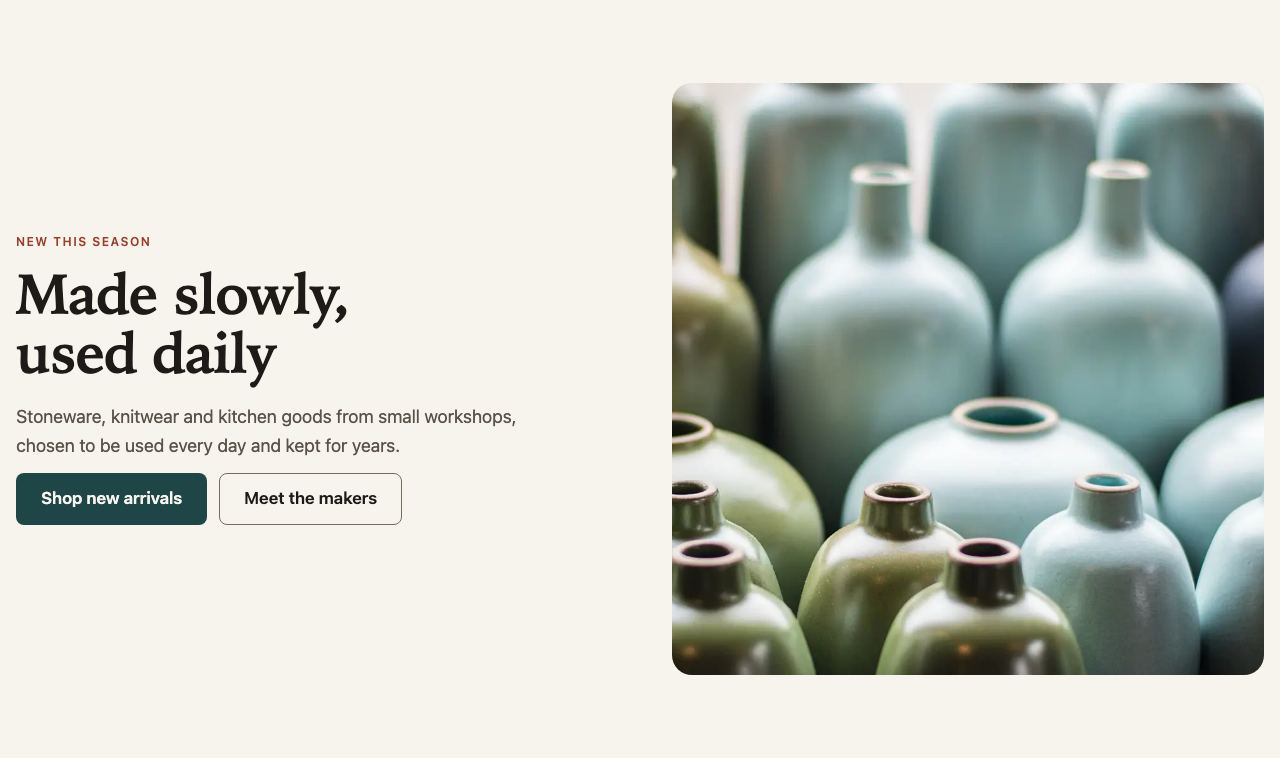 NEW THIS SEASON
Made slowly,
used daily
Stoneware, knitwear and kitchen goods from small workshops,
chosen to be used every day and kept for years.
Shop new arrivals
Meet the makers